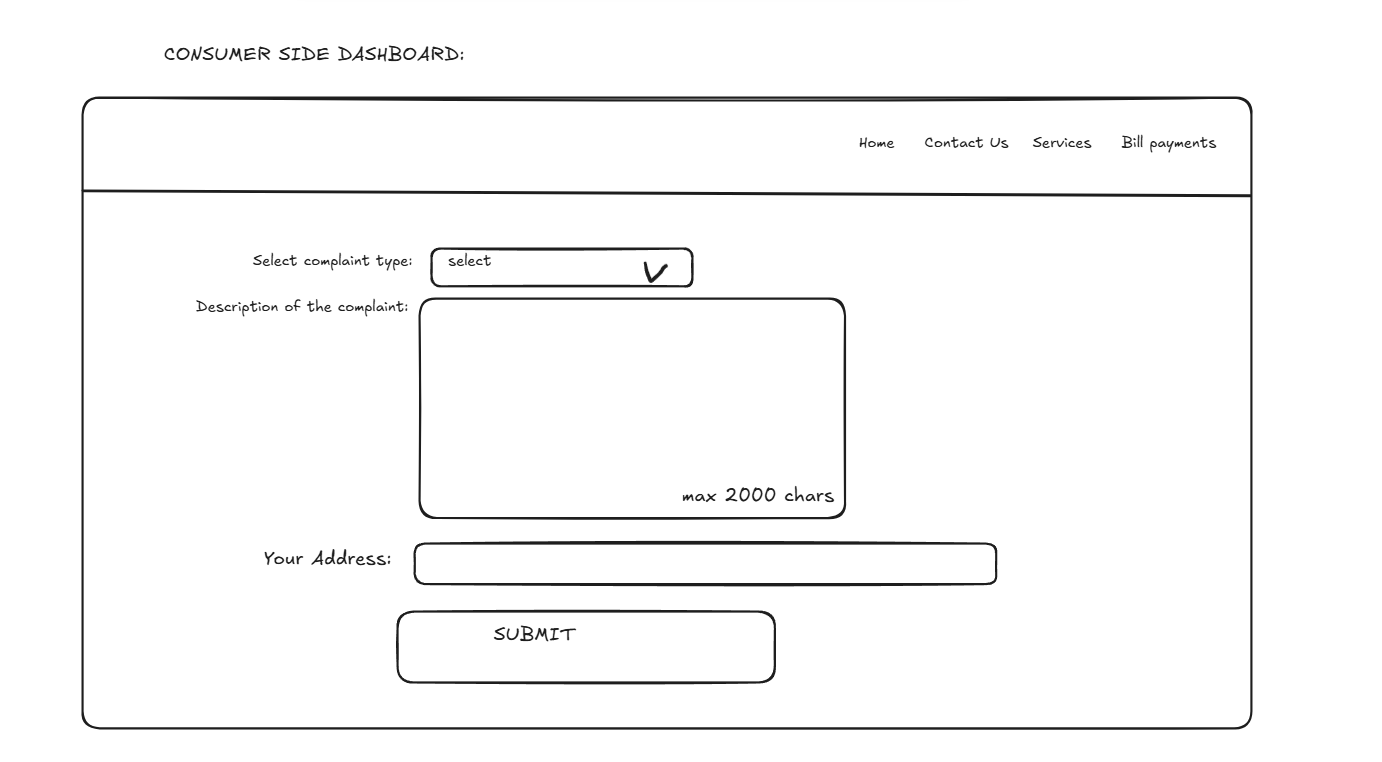 CONSUMER SIDE DASHBOARD:
Home Contact Us Services Bill payments
Select complaint type: select
Description of the complaint:
max 2000 chars
Your Address:
SUBMIT